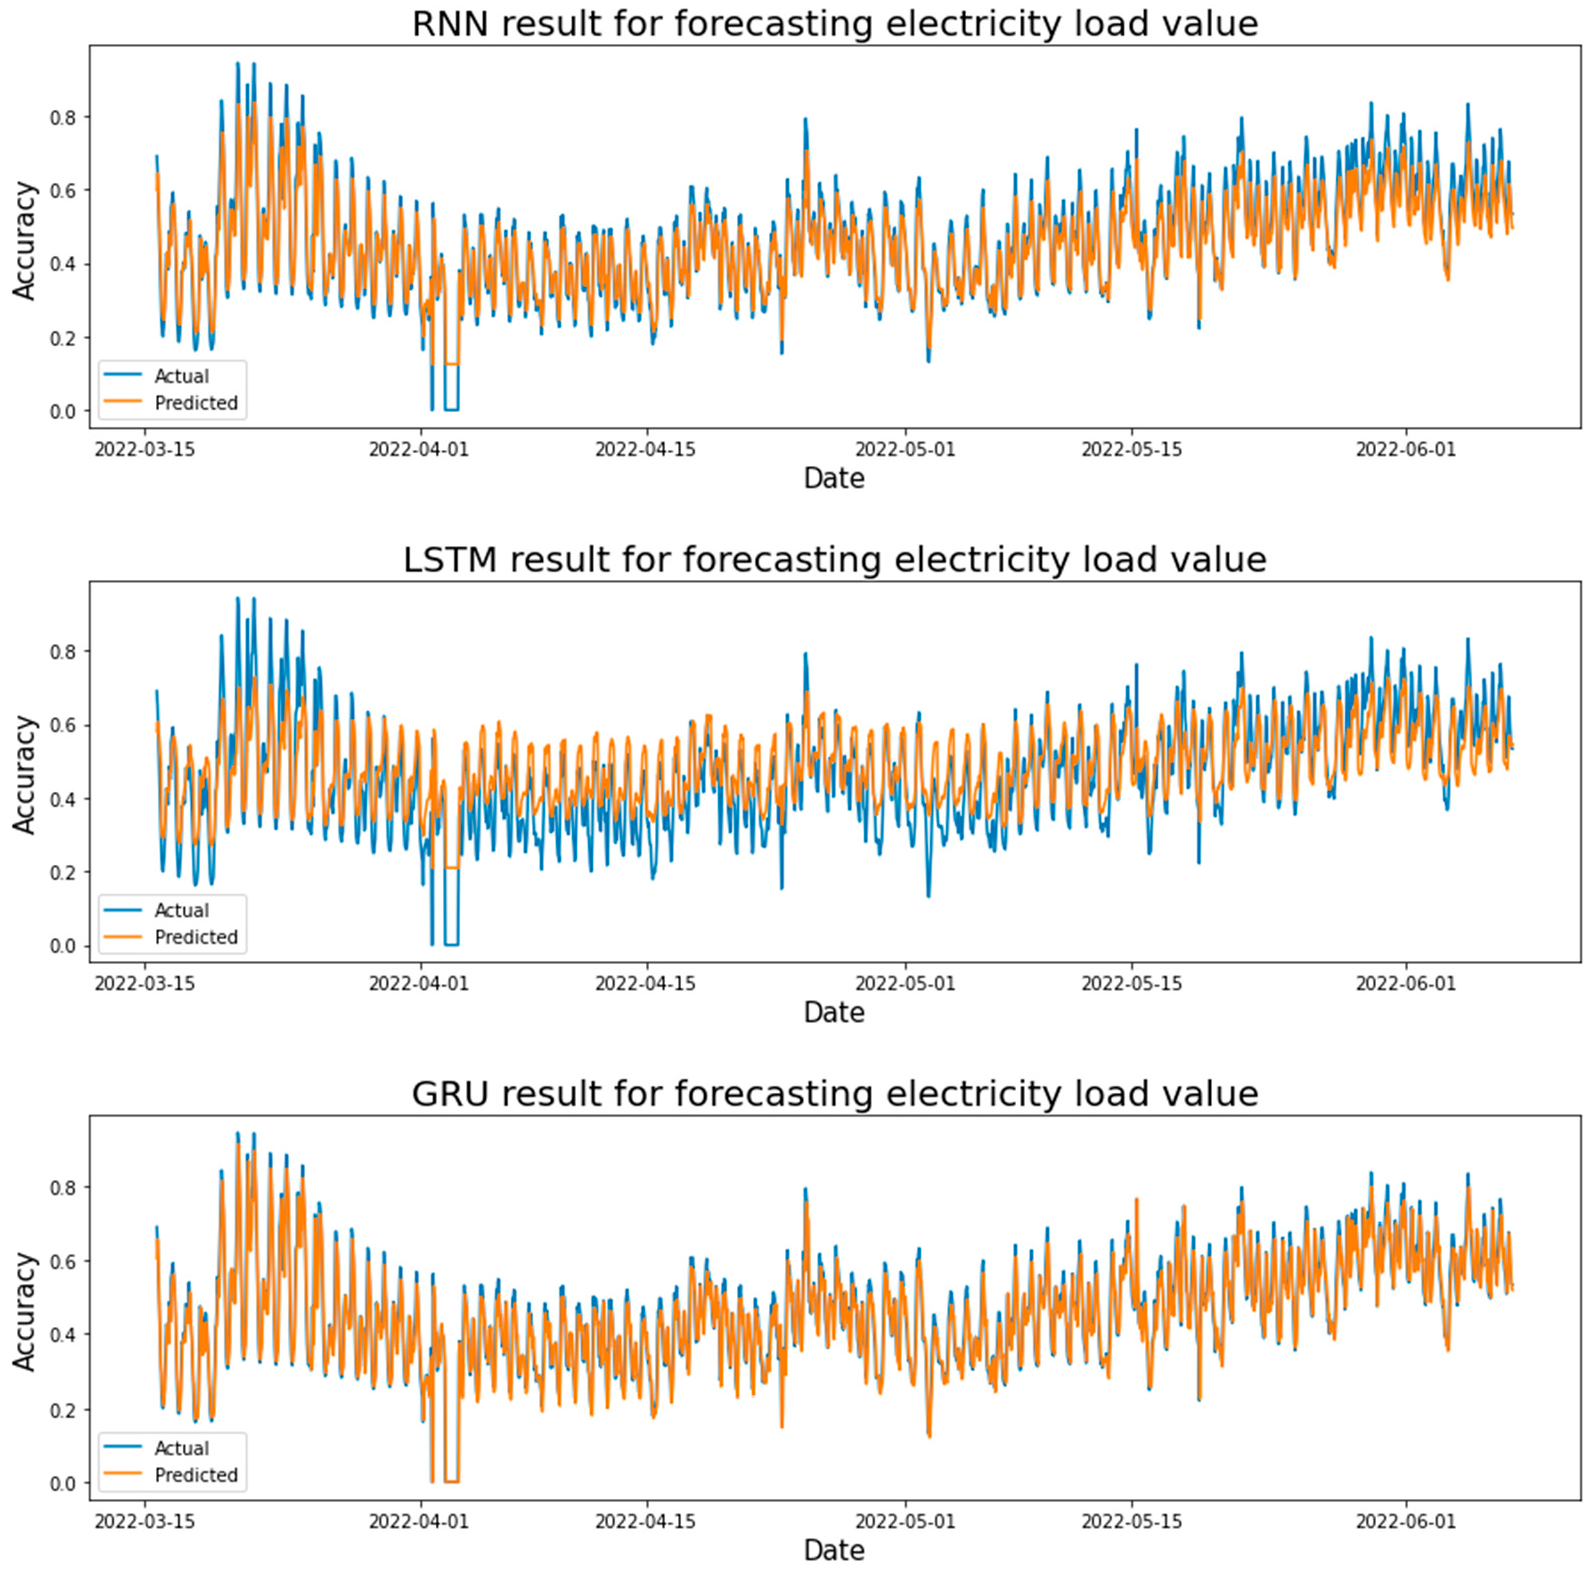 RNN result for forecasting electricity load value
Accuracy
0.8
0.6
0.4
0.2
0.0
Actual
Predicted
2022-03-15 2022-04-01 2022-04-15 2022-05-01 2022-05-15 2022-06-01
Date
LSTM result for forecasting electricity load value
Accuracy
0.8
0.6
0.4
0.2
0.0
Actual
Predicted
2022-03-15 2022-04-01 2022-04-15 2022-05-01 2022-05-15 2022-06-01
Date
GRU result for forecasting electricity load value
Accuracy
0.8
0.6
0.4
0.2
0.0
Actual
Predicted
2022-03-15 2022-04-01 2022-04-15 2022-05-01 2022-05-15 2022-06-01
Date